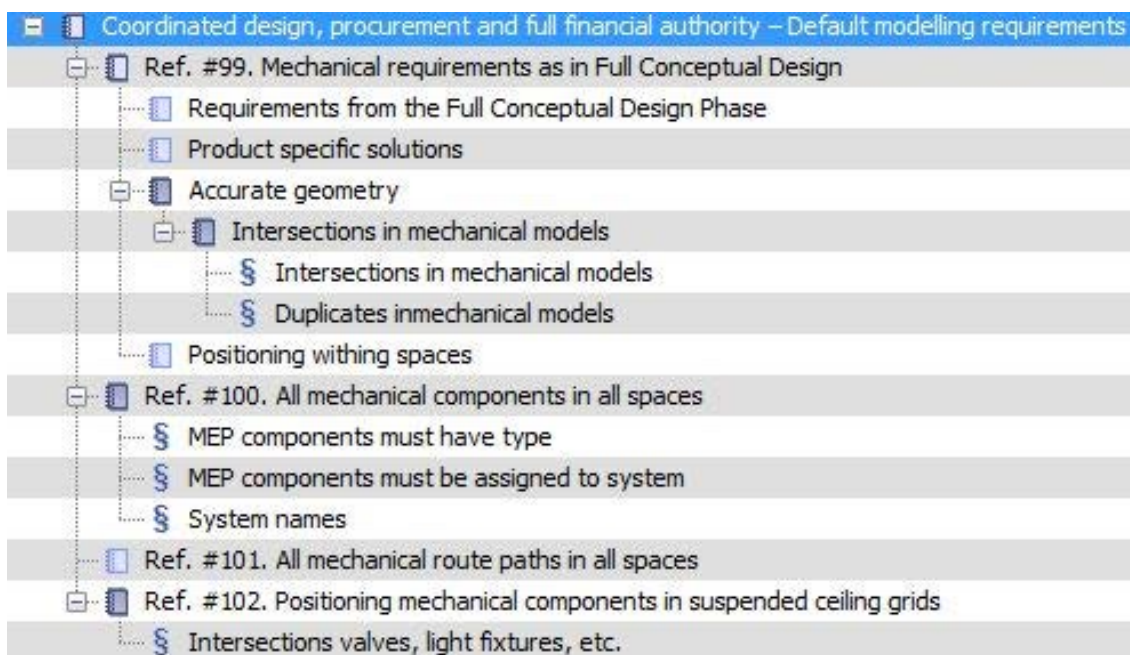 Coordinated design, procurement and full financial authority – Default modelling requirements
Ref. #99. Mechanical requirements as in Full Conceptual Design
Requirements from the Full Conceptual Design Phase
Product specific solutions
Accurate geometry
Intersections in mechanical models
§ Intersections in mechanical models
§ Duplicates inmechanical models
Positioning withing spaces
Ref. #100. All mechanical components in all spaces
§ MEP components must have type
§ MEP components must be assigned to system
§ System names
Ref. #101. All mechanical route paths in all spaces
Ref. #102. Positioning mechanical components in suspended ceiling grids
§ Intersections valves, light fixtures, etc.